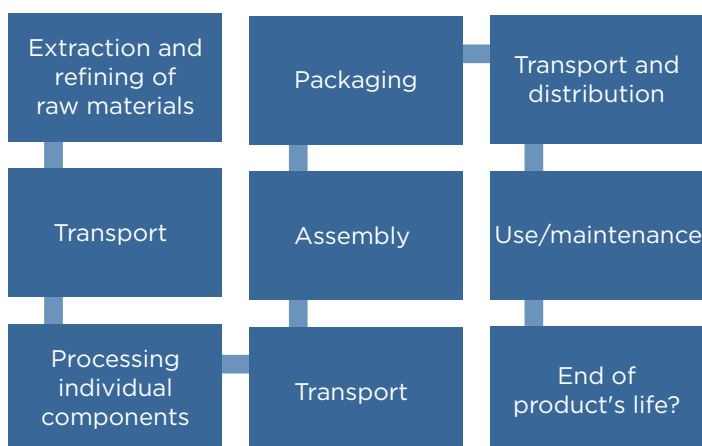 Extraction and
refining of
raw materials
Transport
Processing
individual
components
Transport
Assembly
Packaging
Transport and
distribution
Use/maintenance
End of
product's life?